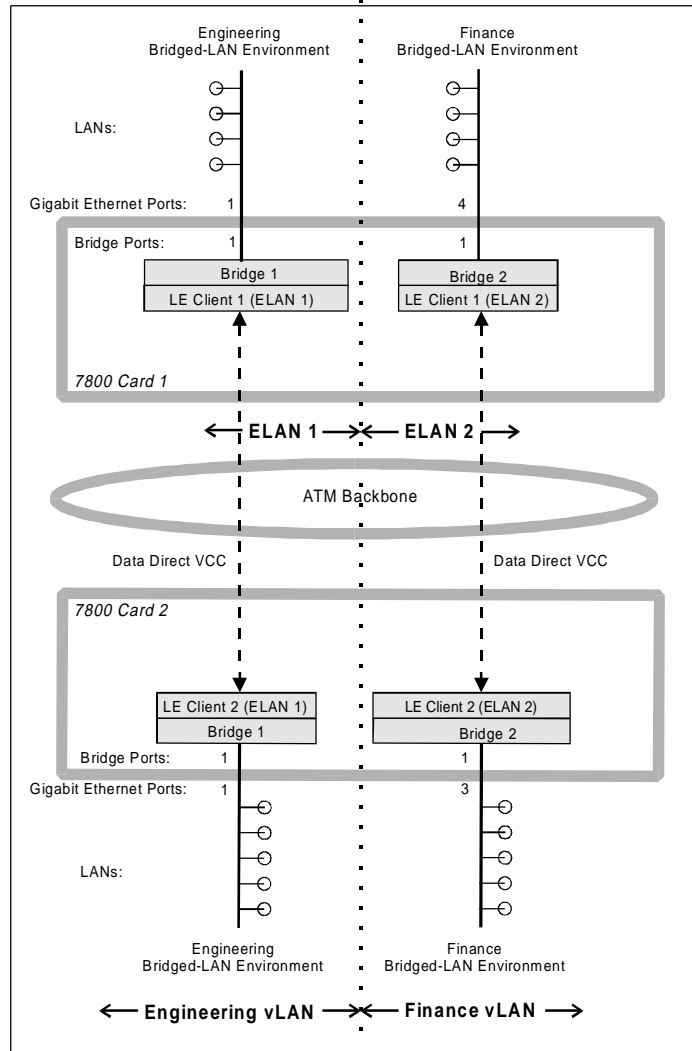 Engineering
Bridged-LAN Environment
Finance
Bridged-LAN Environment
LANs:
Gigabit Ethernet Ports: 1 4
Bridge Ports: 1 1
Bridge 1
LE Client 1 (ELAN 1)
Bridge 2
LE Client 1 (ELAN 2)
7800 Card 1
ELAN 1 ELAN 2
ATM Backbone
Data Direct VCC Data Direct VCC
7800 Card 2
LE Client 2 (ELAN 1)
Bridge 1
LE Client 2 (ELAN 2)
Bridge 2
Bridge Ports: 1 1
Gigabit Ethernet Ports: 1 3
LANs:
Engineering
Bridged-LAN Environment
Finance
Bridged-LAN Environment
Engineering vLAN Finance vLAN